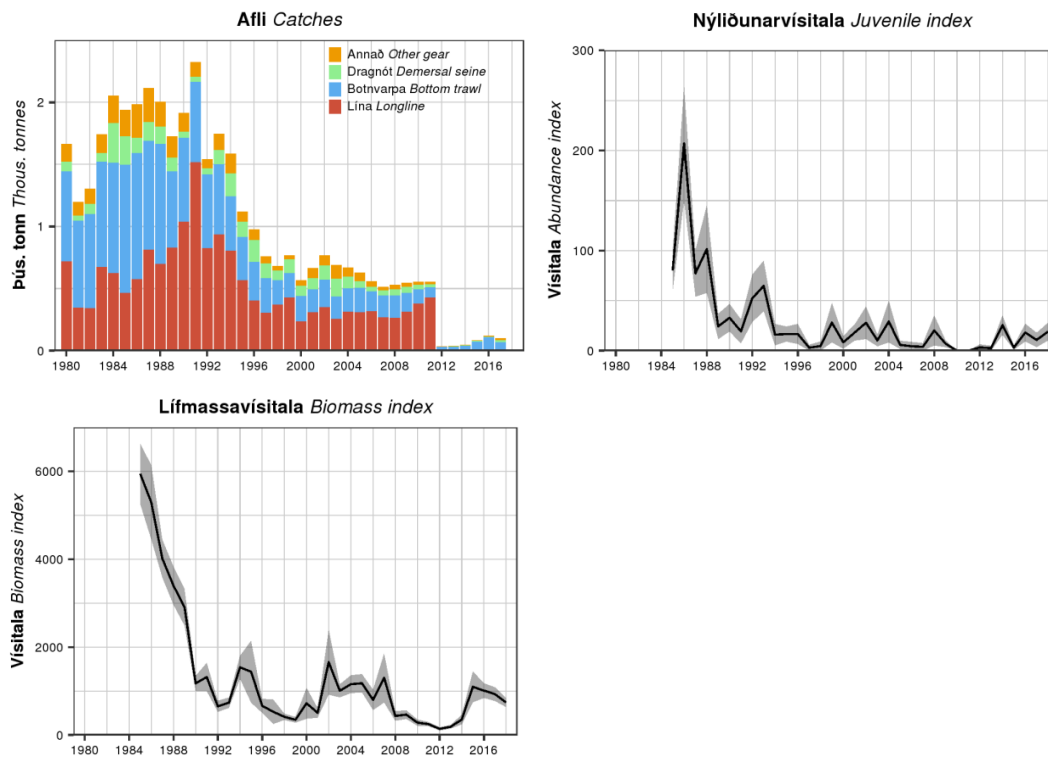 Afli Catches
Þús. tonn Thous. tonnes
2
1
0
Annað Other gear
Dragnót Demersal seine
Botnvarpa Bottom trawl
Lína Longline
1980 1984 1988 1992 1996 2000 2004 2008 2012 2016
Nýliðunarvísitala Juvenile index
Vísitala Abundance index
300
200
100
0
1980 1984 1988 1992 1996 2000 2004 2008 2012 2016
Lífmassavísitala Biomass index
Vísitala Biomass index
6000
4000
2000
0
1980 1984 1988 1992 1996 2000 2004 2008 2012 2016